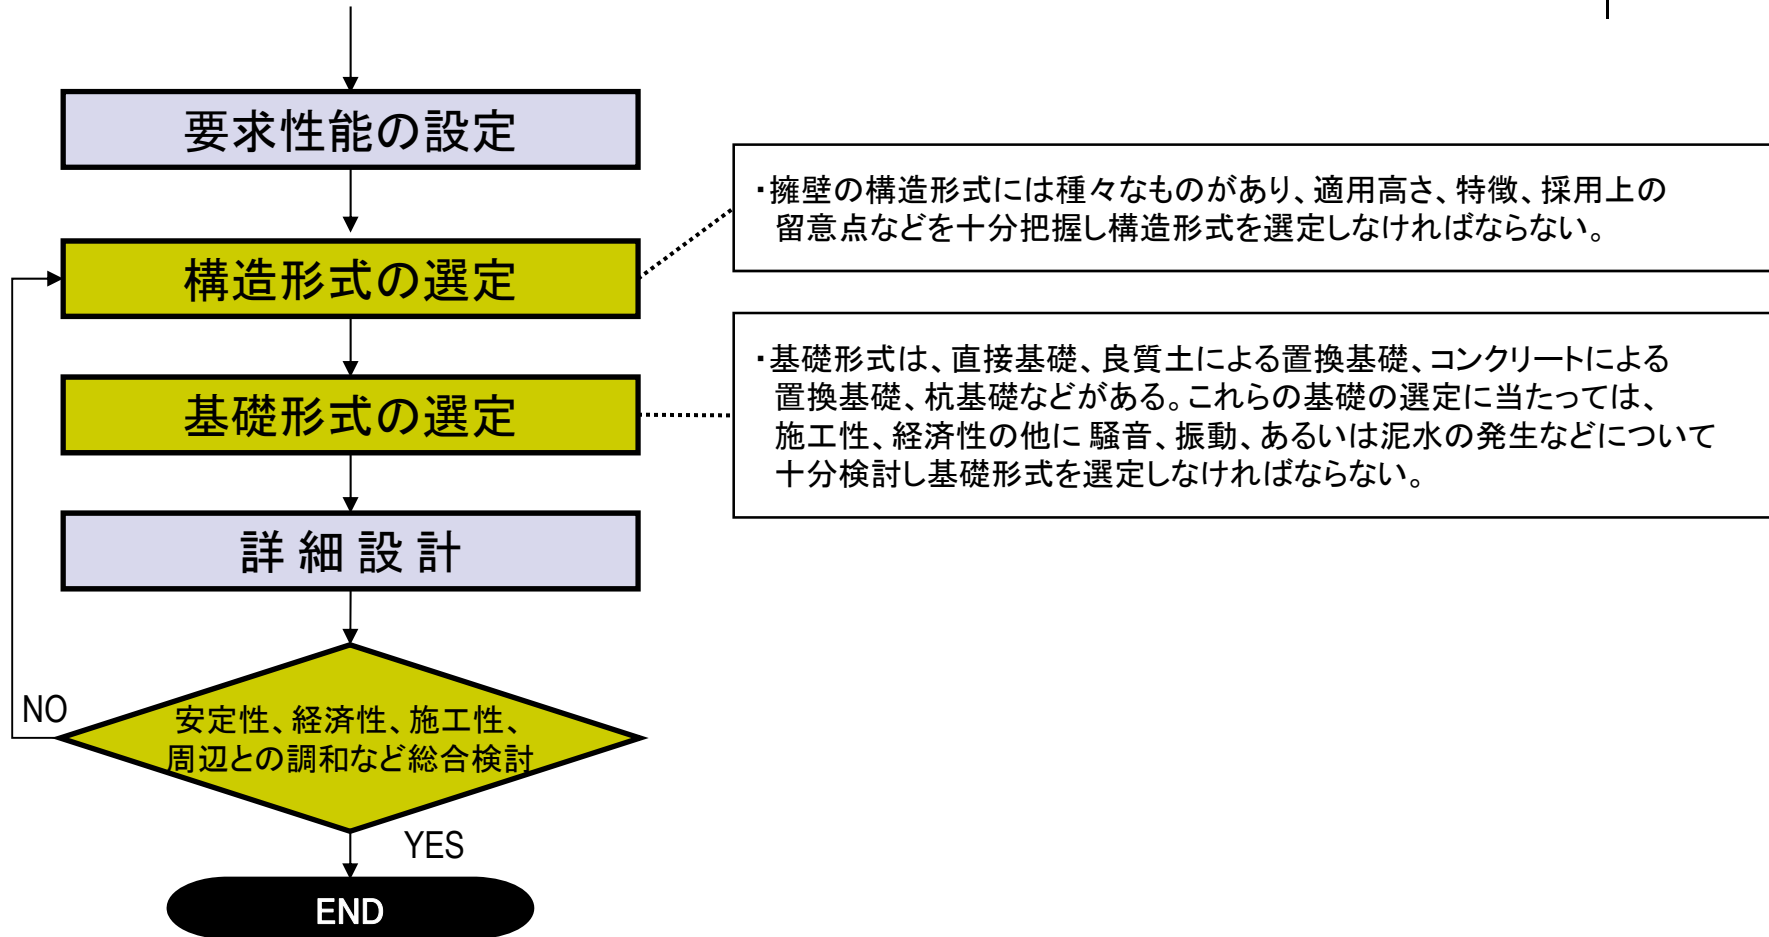 要求性能の設定
・擁壁の構造形式には種々なものがあり、適用高さ、特徴、採用上の
留意点などを十分把握し構造形式を選定しなければならない。
構造形式の選定
・基礎形式は、直接基礎、良質土による置換基礎、コンクリートによる
置換基礎、杭基礎などがある。これらの基礎の選定に当たっては、
施工性、経済性の他に 騒音、振動、あるいは泥水の発生などについて
十分検討し基礎形式を選定しなければならない。
基礎形式の選定
詳 細 設 計
NO
安定性、経済性、施工性、
周辺との調和など総合検討
YES
END